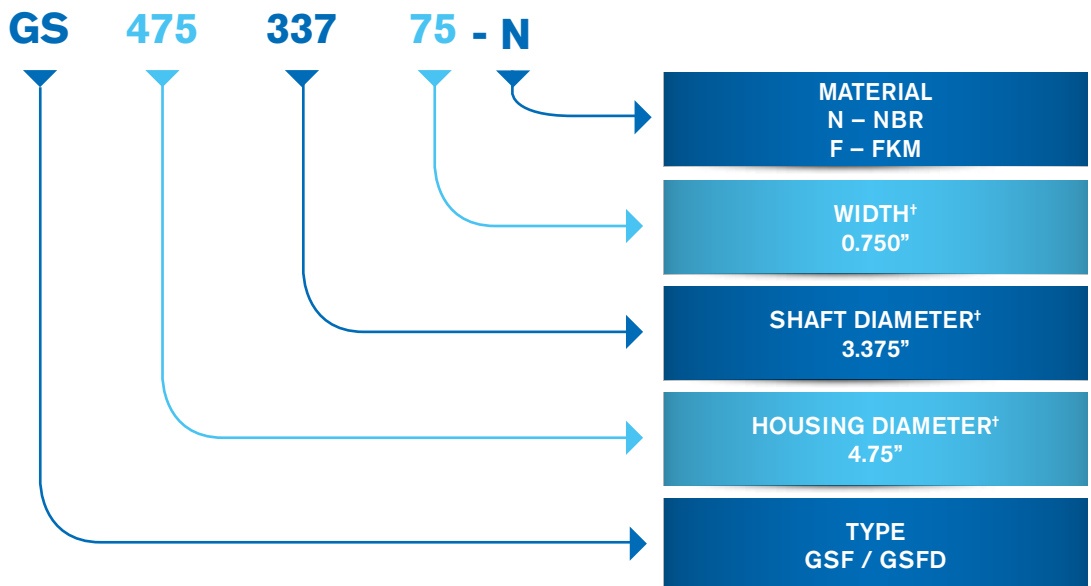 GS 475 337 75 - N
MATERIAL
N – NBR
F – FKM
WIDTH†
0.750”
SHAFT DIAMETER†
3.375”
HOUSING DIAMETER†
4.75”
TYPE
GSF / GSFD